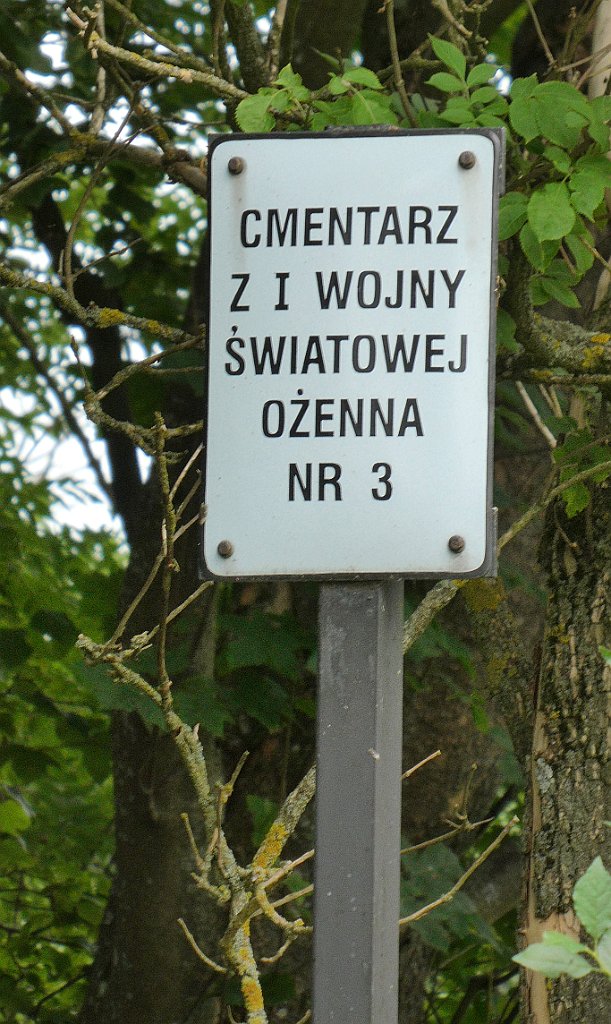 CMENTARZ
Z I WOJNY
ŚWIATOWEJ
OŻENNA
NR 3